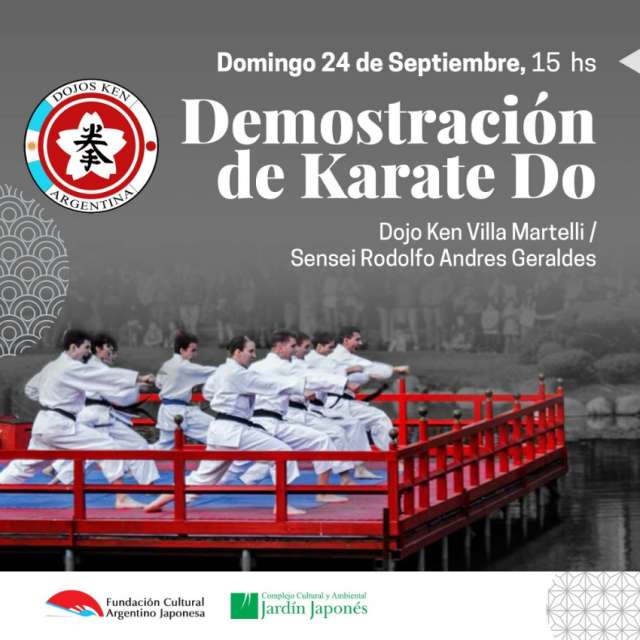 Domingo 24 de Septiembre, 15 hs
DOJOS KEN
拳
ARGENTINA
Demostración
de Karate Do
Dojo Ken Villa Martelli /
Sensei Rodolfo Andres Geraldes
Fundación Cultural
Argentino Japonesa
Complejo Cultural y Ambiental
Jardín Japonés